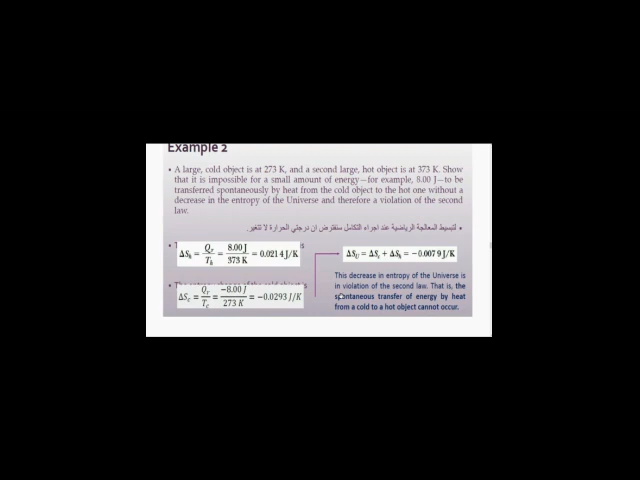 Example 2
• A large, cold object is at 273 K, and a second large, hot object is at 373 K. Show
that it is impossible for a small amount of energy—for example, 8.00 J—to be
transferred spontaneously by heat from the cold object to the hot one without a
decrease in the entropy of the Universe and therefore a violation of the second
law.
• لتبسيط المعالجة الرياضية عند اجراء التكامل سنفترض ان درجتي الحرارة لا تتغير.
ΔS_h = Q_r/T_h = 8.00 J/373 K = 0.0214 J/K
ΔS_c = Q_r/T_c = −8.00 J/273 K = −0.0293 J/K
ΔS_U = ΔS_c + ΔS_h = −0.0079 J/K
This decrease in entropy of the Universe is
in violation of the second law. That is, the
spontaneous transfer of energy by heat
from a cold to a hot object cannot occur.